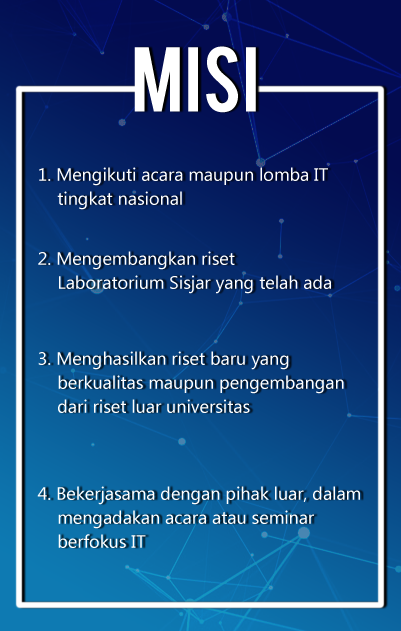 MISI
1. Mengikuti acara maupun lomba IT
tingkat nasional
2. Mengembangkan riset
Laboratorium Sisjar yang telah ada
3. Menghasilkan riset baru yang
berkualitas maupun pengembangan
dari riset luar universitas
4. Bekerjasama dengan pihak luar, dalam
mengadakan acara atau seminar
berfokus IT